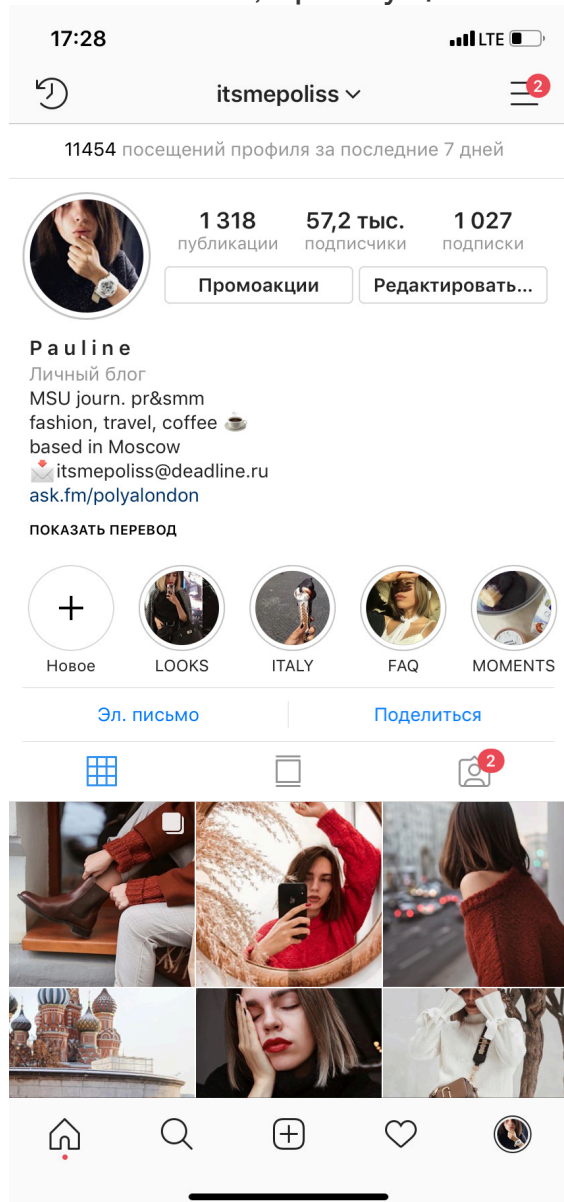 17:28
LTE
itsmepoliss
2
11454 посещений профиля за последние 7 дней
1 318 57,2 тыс. 1 027
публикации подписчики подписки
Промоакции Редактировать...
Pauline
Личный блог
MSU journ. pr&smm
fashion, travel, coffee ☕
based in Moscow
📩itsmepoliss@deadline.ru
ask.fm/polyalondon
ПОКАЗАТЬ ПЕРЕВОД
Новое LOOKS ITALY FAQ MOMENTS
Эл. письмо Поделиться
2